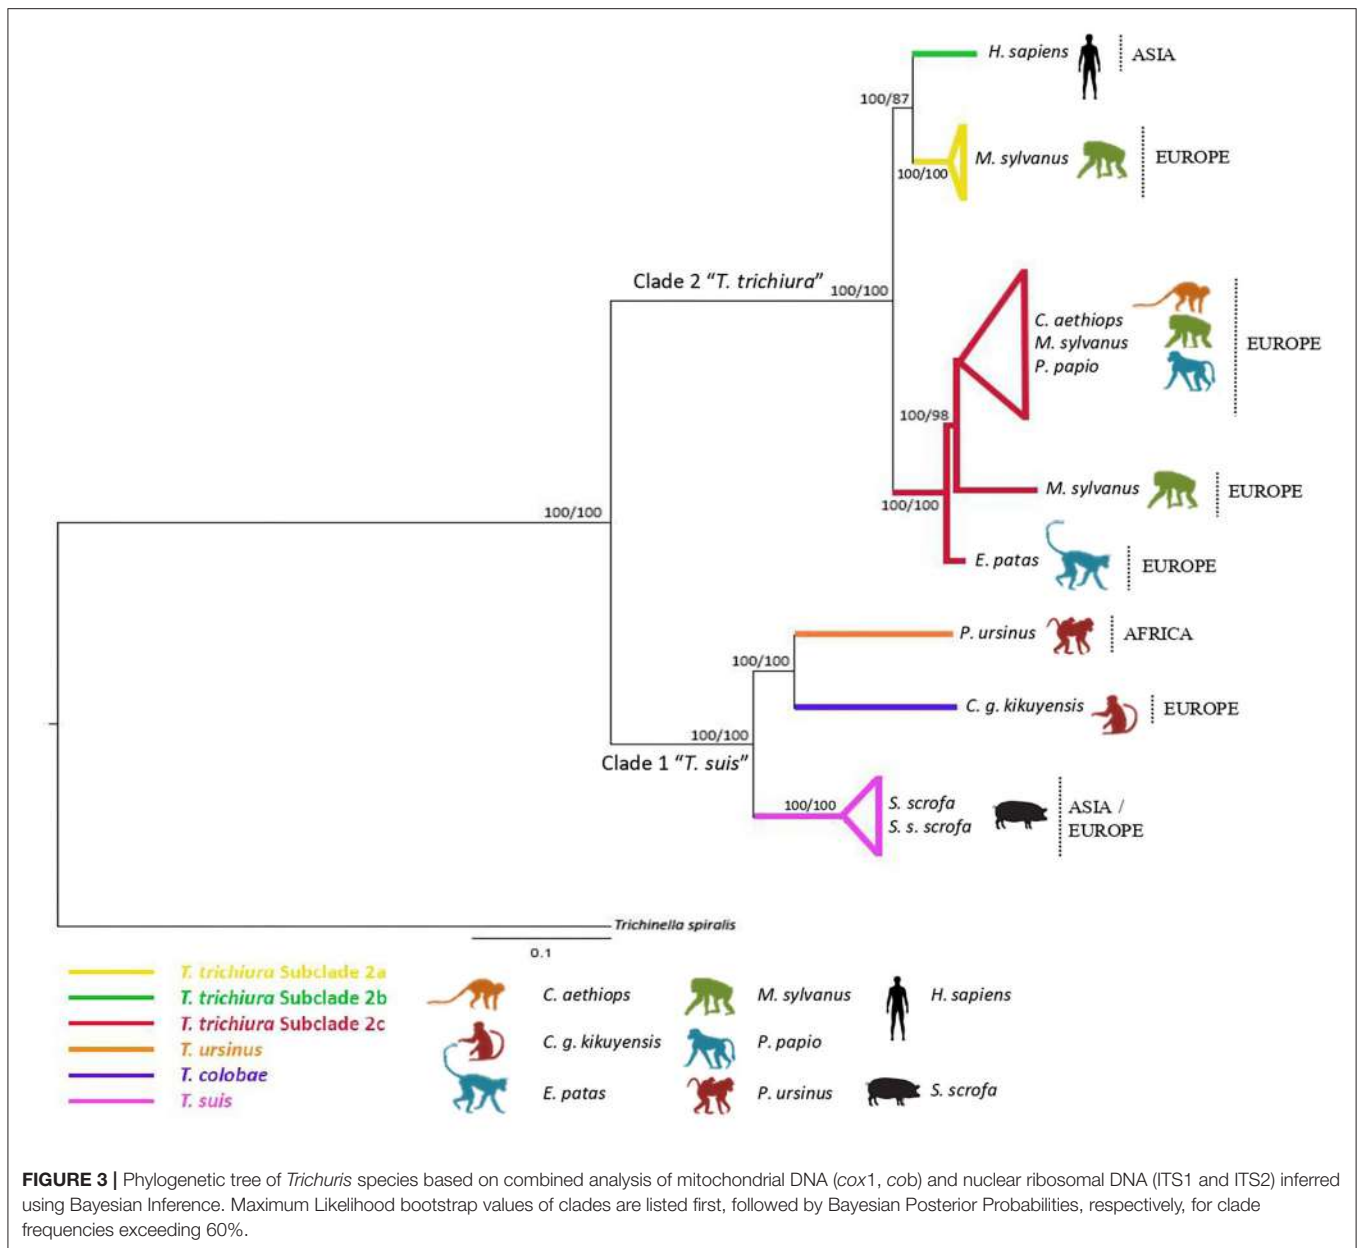 H. sapiens
ASIA
100/87
M. sylvanus
EUROPE
100/100
Clade 2 “T. trichiura”
100/100
C. aethiops
M. sylvanus
P. papio
EUROPE
100/98
M. sylvanus
EUROPE
100/100
100/100
E. patas
EUROPE
P. ursinus
AFRICA
100/100
C. g. kikuyensis
EUROPE
100/100
Clade 1 “T. suis”
100/100
S. scrofa
S. s. scrofa
ASIA /
EUROPE
Trichinella spiralis
0.1
T. trichiura Subclade 2a
T. trichiura Subclade 2b
T. trichiura Subclade 2c
T. ursinus
T. colobae
T. suis
C. aethiops
M. sylvanus
H. sapiens
C. g. kikuyensis
P. papio
E. patas
P. ursinus
S. scrofa
FIGURE 3 | Phylogenetic tree of Trichuris species based on combined analysis of mitochondrial DNA (cox1, cob) and nuclear ribosomal DNA (ITS1 and ITS2) inferred
using Bayesian Inference. Maximum Likelihood bootstrap values of clades are listed first, followed by Bayesian Posterior Probabilities, respectively, for clade
frequencies exceeding 60%.